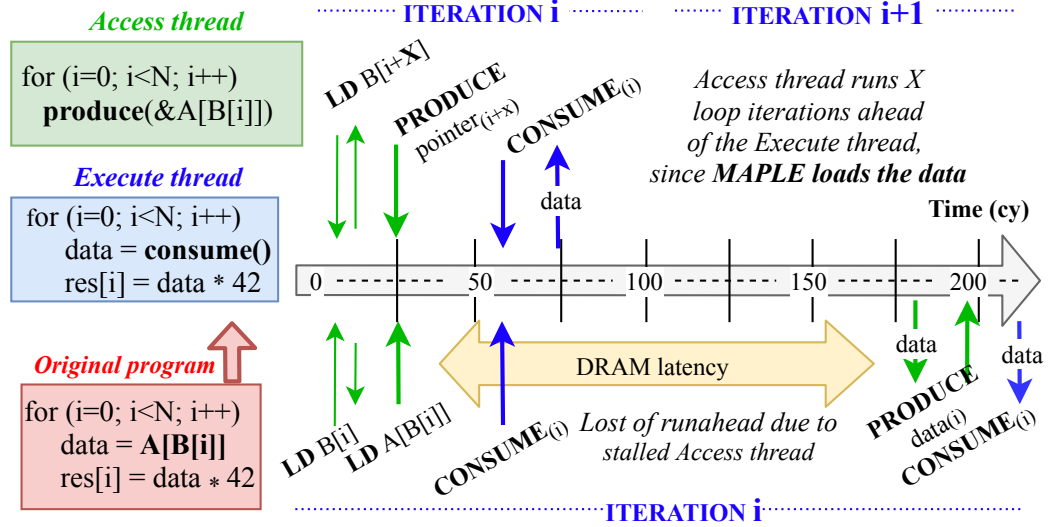 Access thread
for (i=0; i<N; i++)
produce(&A[B[i]])
Execute thread
for (i=0; i<N; i++)
data = consume()
res[i] = data * 42
Original program
for (i=0; i<N; i++)
data = A[B[i]]
res[i] = data * 42
ITERATION i
ITERATION i+1
LD B[i+X]
PRODUCE
pointer(i+x)
CONSUME(i)
data
Access thread runs X
loop iterations ahead
of the Execute thread,
since MAPLE loads the data
Time (cy)
0 50 100 150 200
DRAM latency
data
data
LD B[i]
LD A[B[i]]
CONSUME(i)
Lost of runahead due to
stalled Access thread
PRODUCE
data(i)
CONSUME(i)
ITERATION i